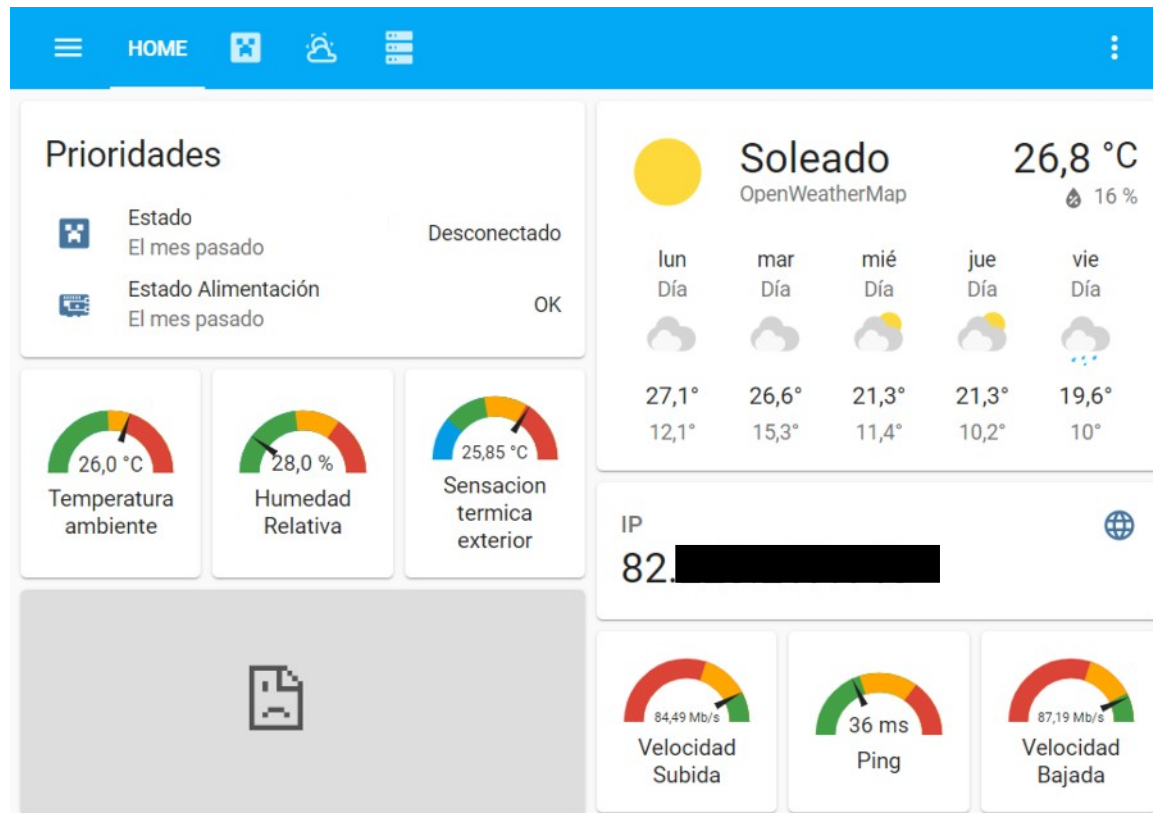 HOME
Prioridades
Estado
El mes pasado
Desconectado
Estado Alimentación
El mes pasado
OK
26,0 °C
Temperatura
ambiente
28,0 %
Humedad
Relativa
25,85 °C
Sensacion
termica
exterior
Soleado
OpenWeatherMap
26,8 °C
16 %
lun mar mié jue vie
Día Día Día Día Día
27,1° 26,6° 21,3° 21,3° 19,6°
12,1° 15,3° 11,4° 10,2° 10°
IP
82.
84,49 Mb/s
Velocidad
Subida
36 ms
Ping
87,19 Mb/s
Velocidad
Bajada